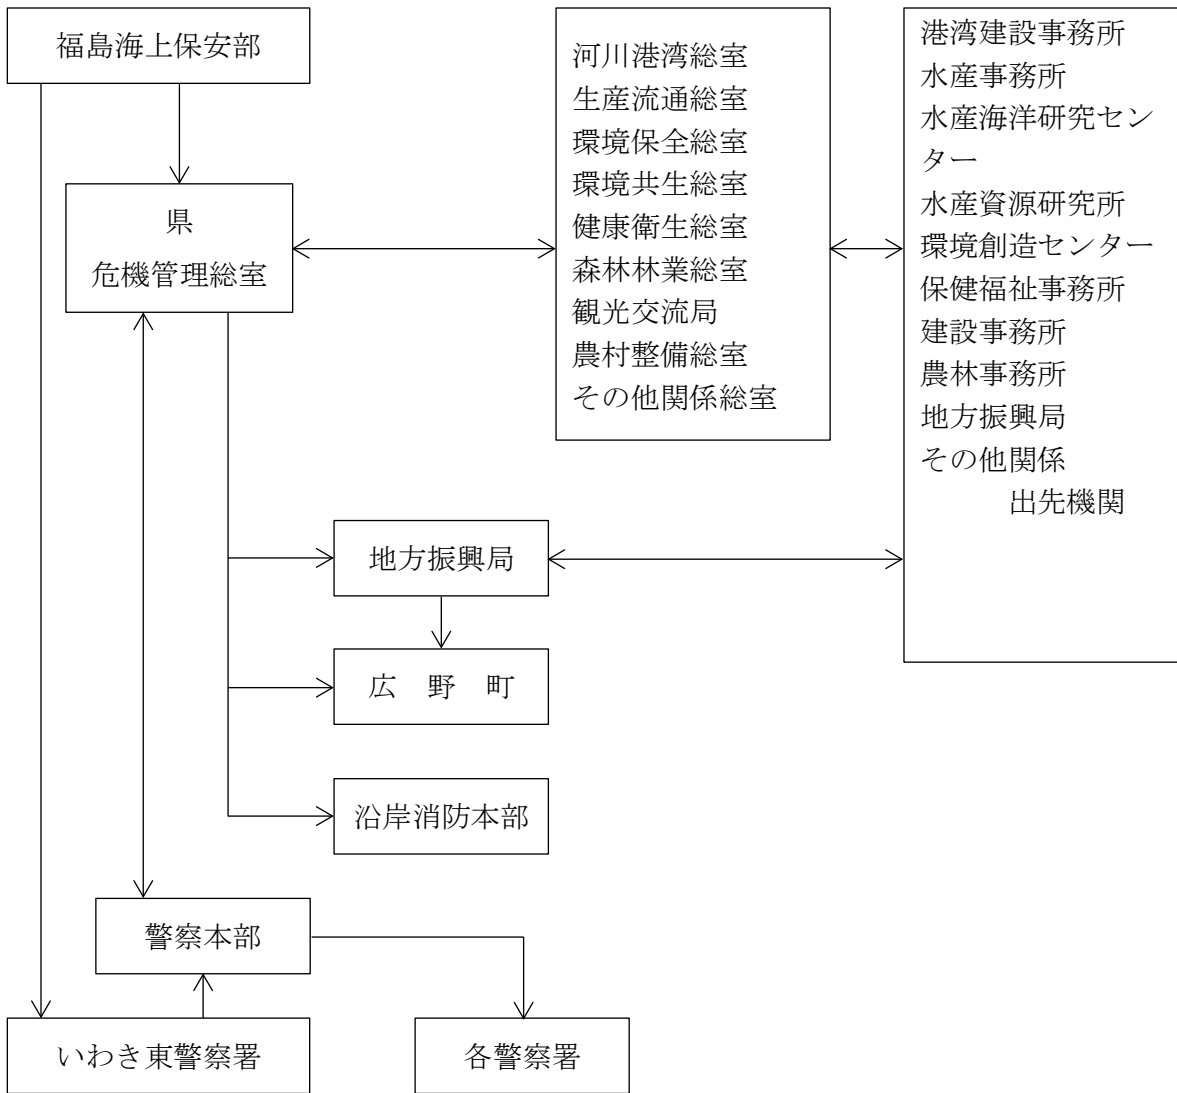 福島海上保安部
県
危機管理総室
河川港湾総室
生産流通総室
環境保全総室
環境共生総室
健康衛生総室
森林林業総室
観光交流局
農村整備総室
その他関係総室
港湾建設事務所
水産事務所
水産海洋研究セン
ター
水産資源研究所
環境創造センター
保健福祉事務所
建設事務所
農林事務所
地方振興局
その他関係
出先機関
地方振興局
広　野　町
沿岸消防本部
警察本部
いわき東警察署
各警察署